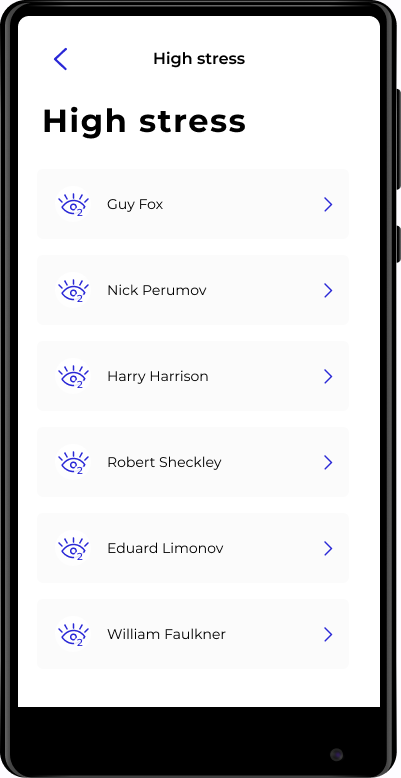 High stress
High stress
2 Guy Fox
2 Nick Perumov
2 Harry Harrison
2 Robert Sheckley
2 Eduard Limonov
2 William Faulkner